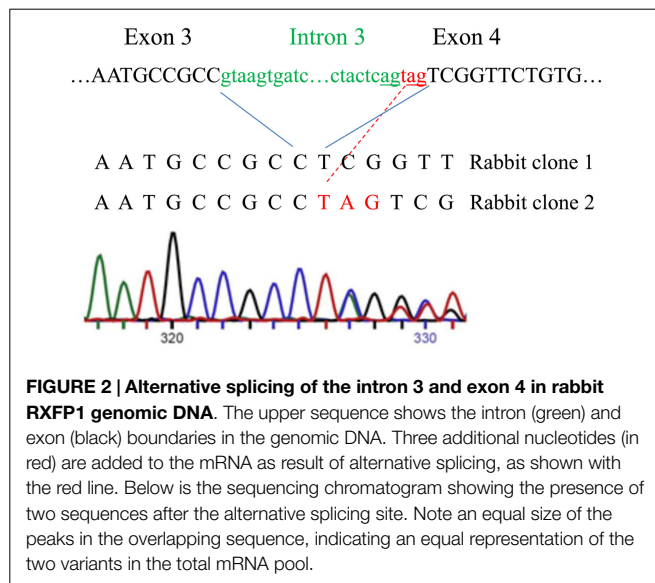 Exon 3 Intron 3 Exon 4
…AATGCCGCCgtaagtgatc…ctactcagtagTCGGTTCTGTG…
A A T G C C G C C T C G G T T Rabbit clone 1
A A T G C C G C C T A G T C G Rabbit clone 2
320 330
FIGURE 2 | Alternative splicing of the intron 3 and exon 4 in rabbit
RXFP1 genomic DNA. The upper sequence shows the intron (green) and
exon (black) boundaries in the genomic DNA. Three additional nucleotides (in
red) are added to the mRNA as result of alternative splicing, as shown with
the red line. Below is the sequencing chromatogram showing the presence of
two sequences after the alternative splicing site. Note an equal size of the
peaks in the overlapping sequence, indicating an equal representation of the
two variants in the total mRNA pool.